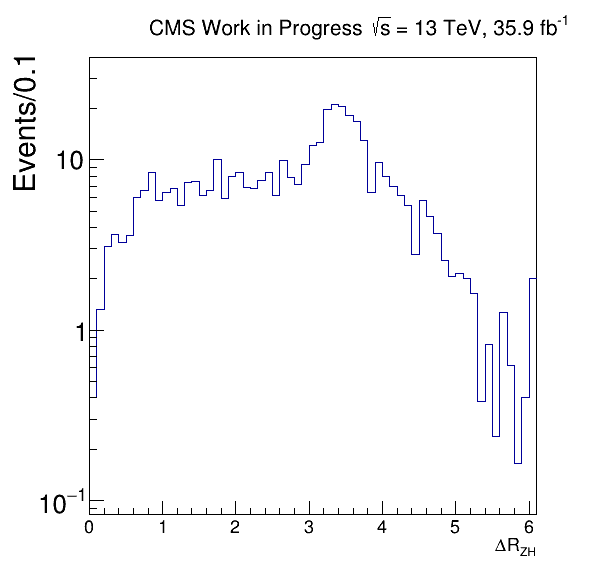 CMS Work in Progress √s = 13 TeV, 35.9 fb⁻¹
Events/0.1
10
1
10⁻¹
0 1 2 3 4 5 6
ΔR_ZH